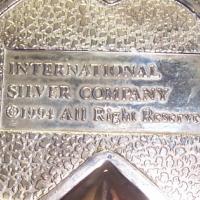 INTERNATIONAL
SILVER COMPANY
©1994 All Right Reserve